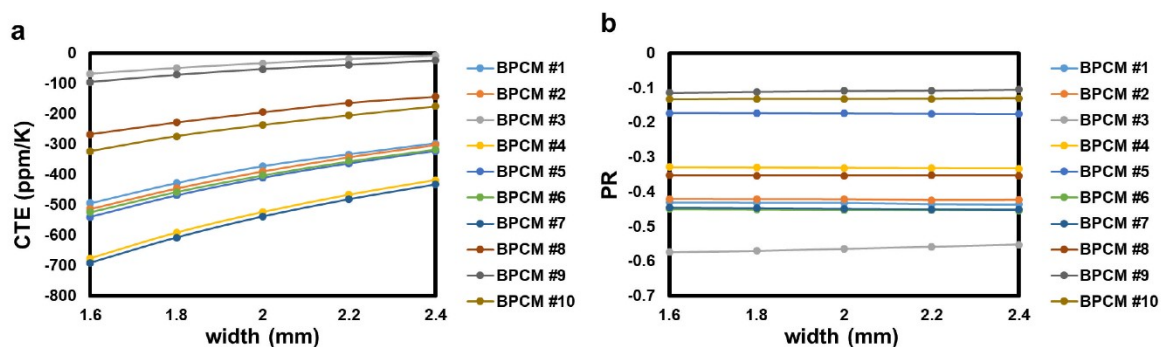 a
CTE (ppm/K)
0
-100
-200
-300
-400
-500
-600
-700
-800
1.6
1.8
2
2.2
2.4
width (mm)
BPCM #1
BPCM #2
BPCM #3
BPCM #4
BPCM #5
BPCM #6
BPCM #7
BPCM #8
BPCM #9
BPCM #10
b
PR
0
-0.1
-0.2
-0.3
-0.4
-0.5
-0.6
-0.7
1.6
1.8
2
2.2
2.4
width (mm)
BPCM #1
BPCM #2
BPCM #3
BPCM #4
BPCM #5
BPCM #6
BPCM #7
BPCM #8
BPCM #9
BPCM #10